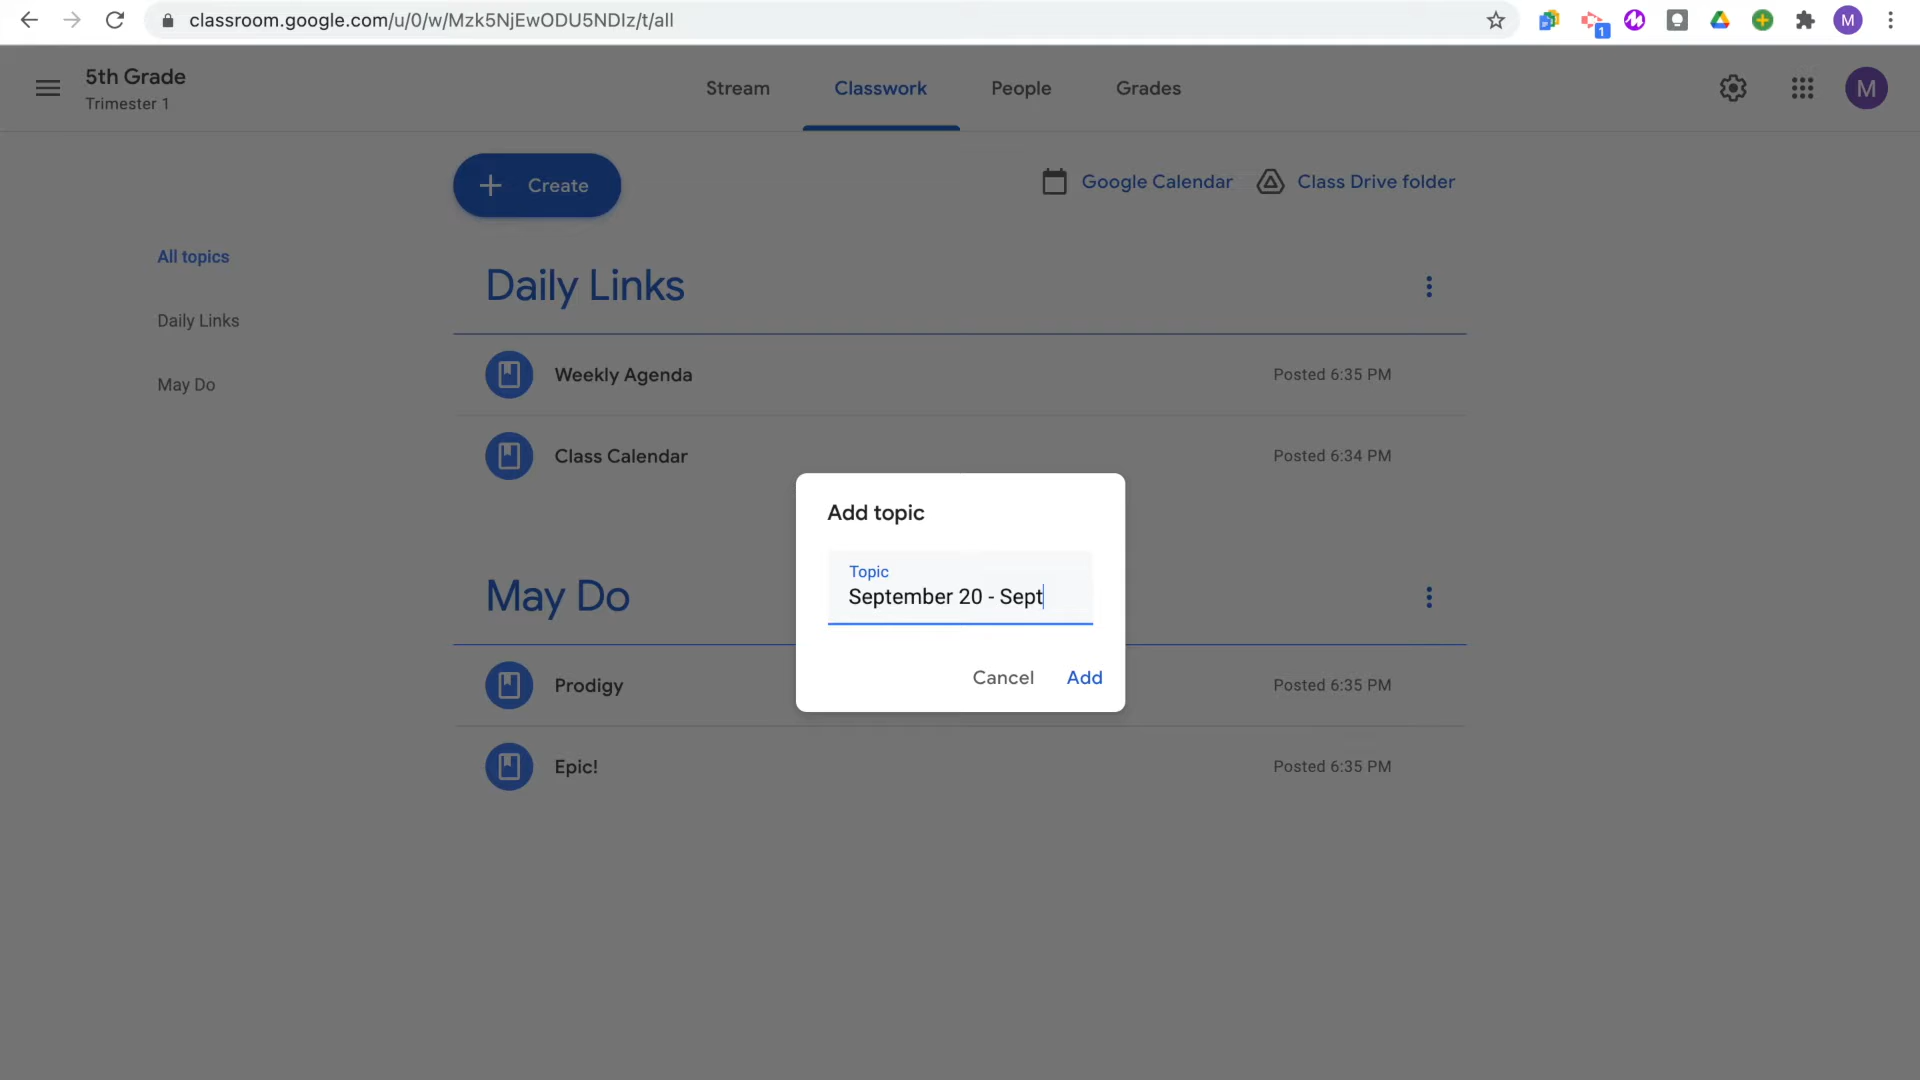 classroom.google.com/u/0/w/Mzk5NjEwODU5NDIz/t/all
1
M
5th Grade
Trimester 1
Stream
Classwork
People
Grades
M
Create
Google Calendar
Class Drive folder
All topics
Daily Links
May Do
Daily Links
Weekly Agenda
Posted 6:35 PM
Class Calendar
Posted 6:34 PM
Add topic
Topic
September 20 - Sept
Cancel
Add
May Do
Prodigy
Posted 6:35 PM
Epic!
Posted 6:35 PM